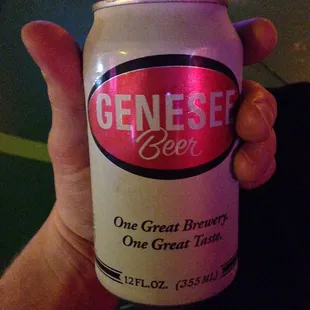 GENESEE
Beer
One Great Brewery.
One Great Taste.
12 FL. OZ. (355 ML)